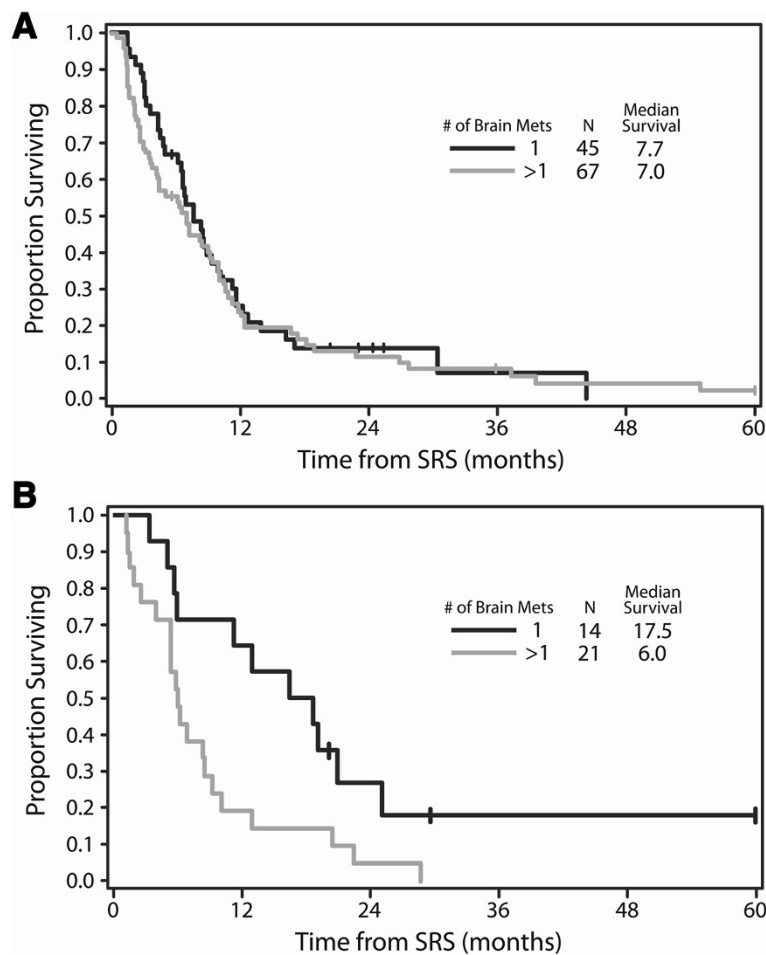 A
Proportion Surviving
1.0
0.9
0.8
0.7
0.6
0.5
0.4
0.3
0.2
0.1
0.0
Median
# of Brain Mets N Survival
1 45 7.7
>1 67 7.0
0 12 24 36 48 60
Time from SRS (months)
B
Proportion Surviving
1.0
0.9
0.8
0.7
0.6
0.5
0.4
0.3
0.2
0.1
0.0
Median
# of Brain Mets N Survival
1 14 17.5
>1 21 6.0
0 12 24 36 48 60
Time from SRS (months)